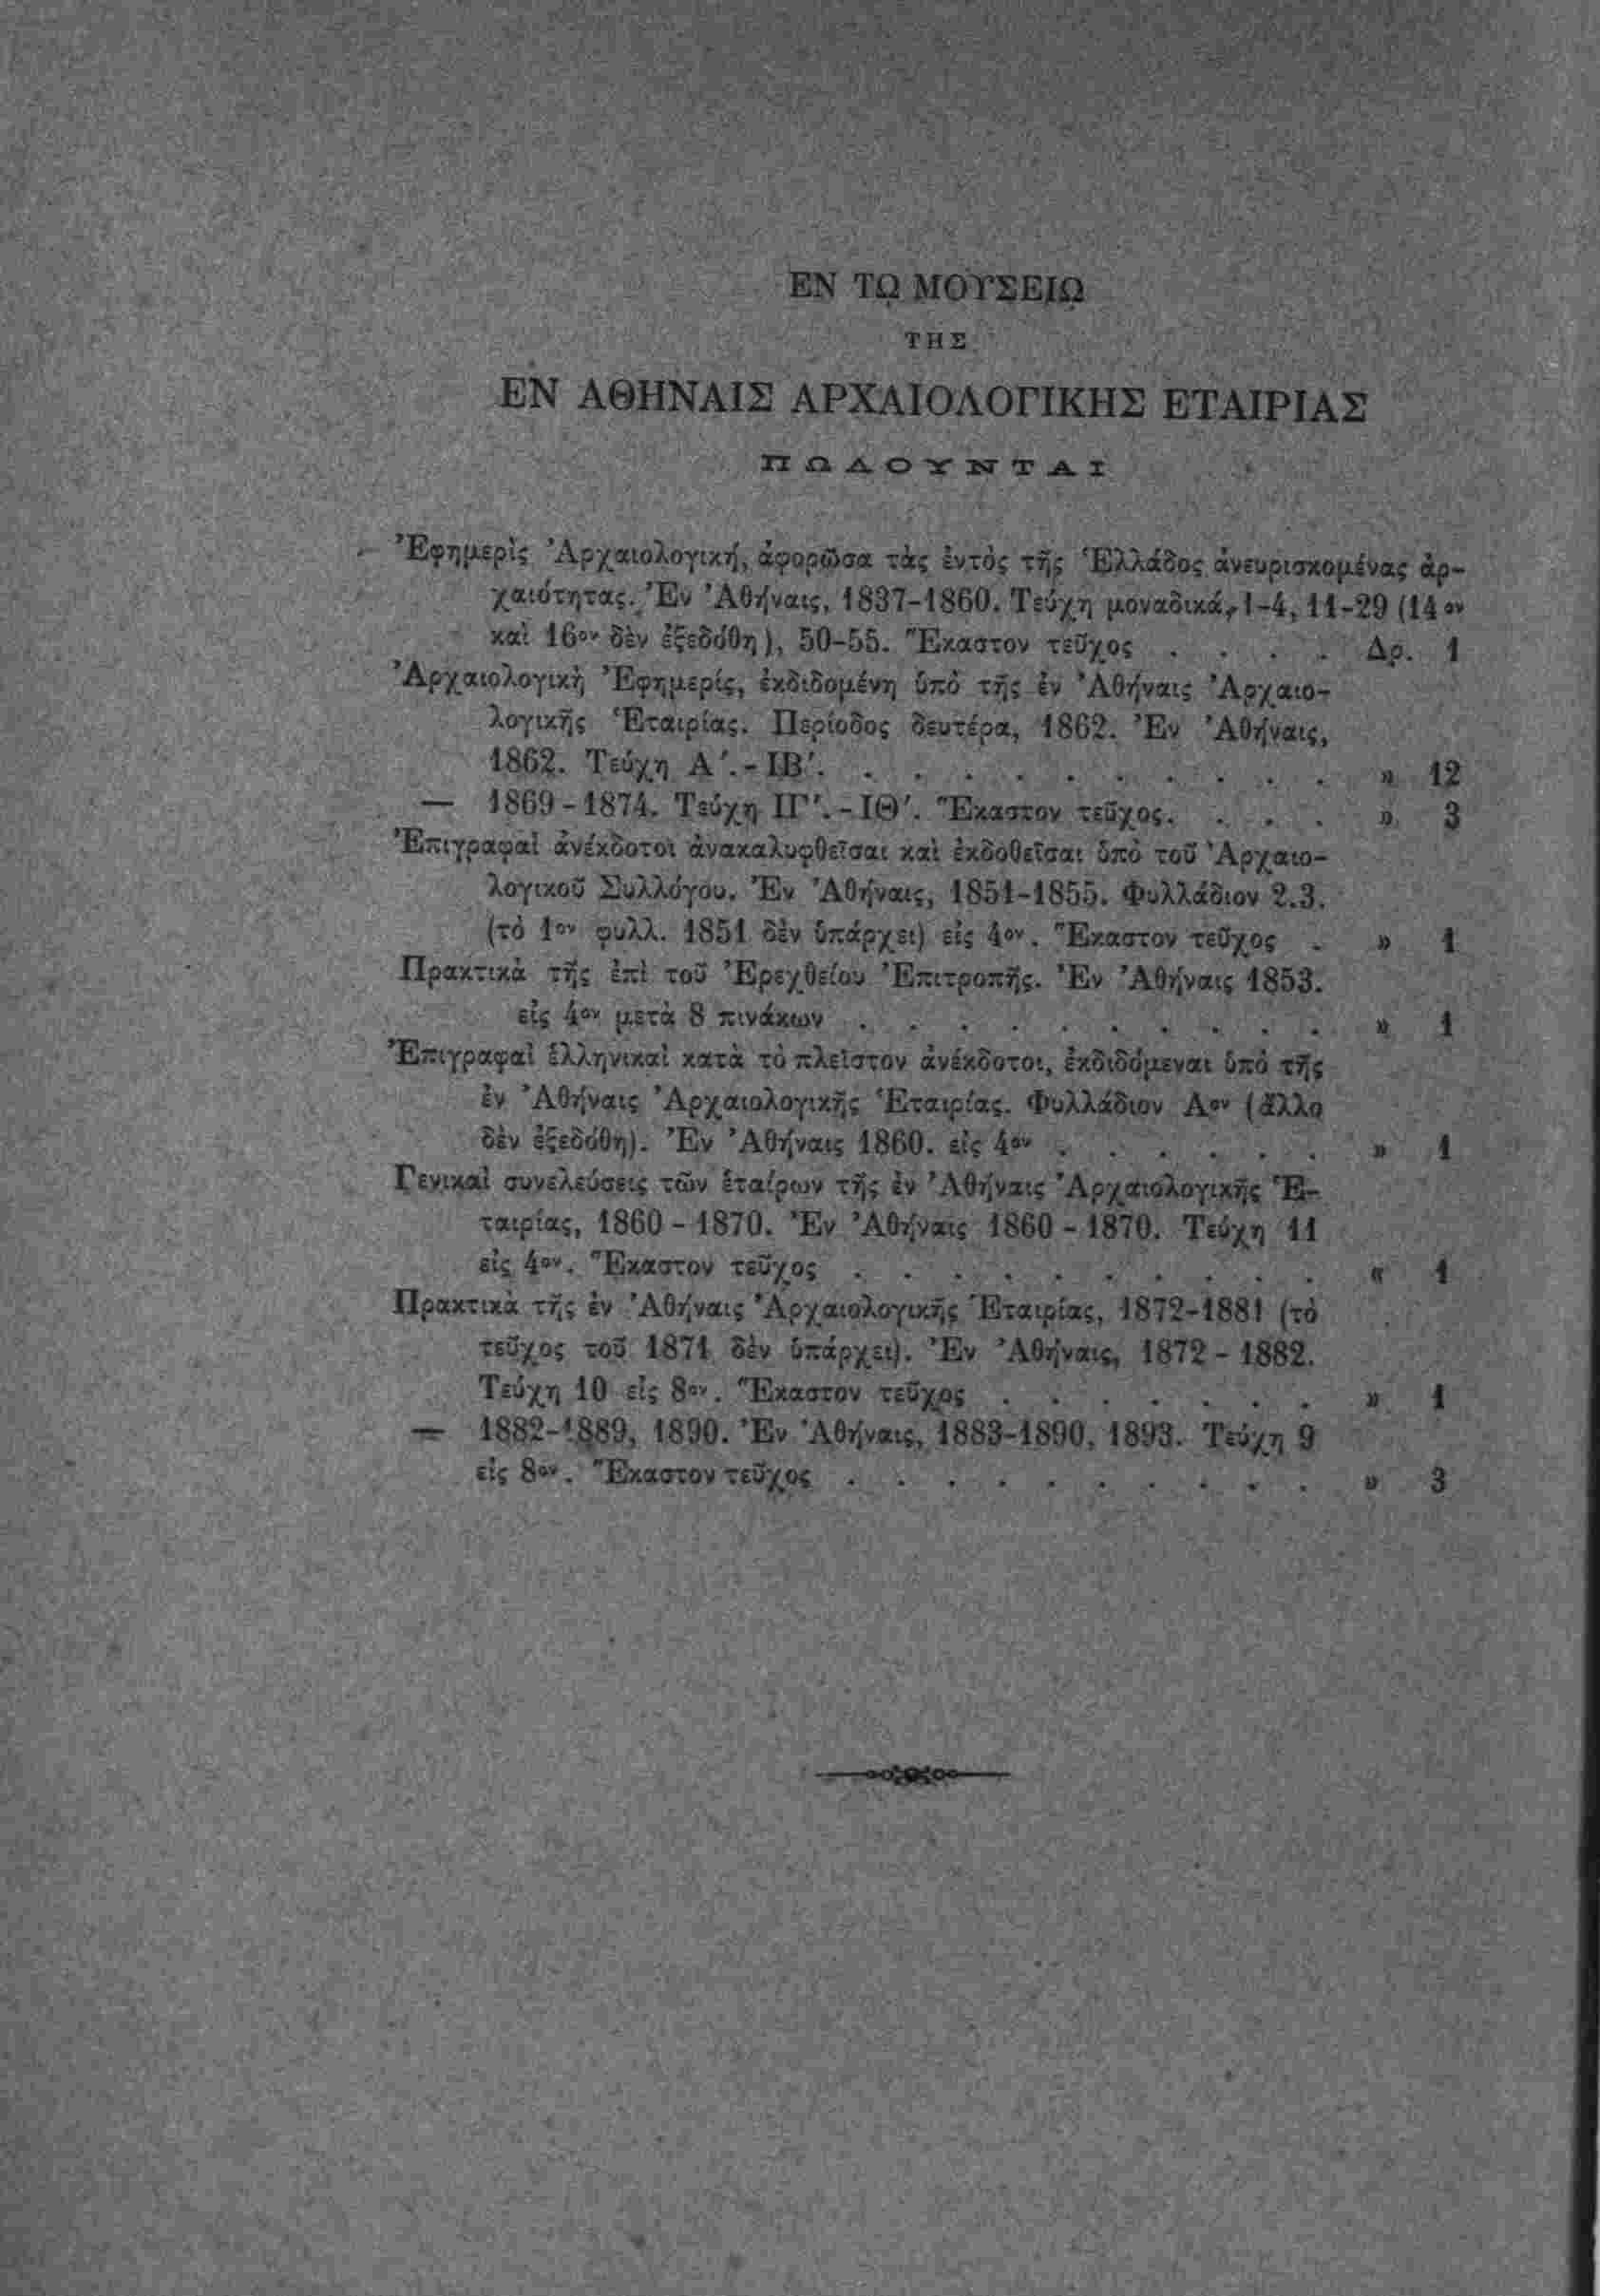 ΕΝ ΤΩ ΜΟΥΣΕΙΩ
ΤΗΣ
ΕΝ ΑΘΗΝΑΙΣ ΑΡΧΑΙΟΛΟΓΙΚΗΣ ΕΤΑΙΡΙΑΣ
ΠΩΛΟΥΝΤΑΙ
Ἐφημερὶς Ἀρχαιολογική, ἀφορῶσα τὰς ἐντὸς τῆς Ἑλλάδος ἀνευρισκομένας ἀρ-
χαιότητας. Ἐν Ἀθήναις, 1837-1860. Τεύχη μοναδικά, 1-4, 11-29 (14ον
καὶ 16ον δὲν ἐξεδόθη), 50-55. Ἕκαστον τεῦχος . . . . Δρ. 1
Ἀρχαιολογικὴ Ἐφημερίς, ἐκδιδομένη ὑπὸ τῆς ἐν Ἀθήναις Ἀρχαιο-
λογικῆς Ἑταιρίας. Περίοδος δευτέρα, 1862. Ἐν Ἀθήναις,
1862. Τεύχη Α΄.-ΙΒ΄. . . . . . . . . . . » 12
— 1869-1874. Τεύχη ΙΓ΄.-ΙΘ΄. Ἕκαστον τεῦχος. . . . » 3
Ἐπιγραφαὶ ἀνέκδοτοι ἀνακαλυφθεῖσαι καὶ ἐκδοθεῖσαι ὑπὸ τοῦ Ἀρχαιο-
λογικοῦ Συλλόγου. Ἐν Ἀθήναις, 1851-1855. Φυλλάδιον 2.3.
(τὸ 1ον φυλλ. 1851 δὲν ὑπάρχει) εἰς 4ον. Ἕκαστον τεῦχος . » 1
Πρακτικὰ τῆς ἐπὶ τοῦ Ἐρεχθείου Ἐπιτροπῆς. Ἐν Ἀθήναις 1853.
εἰς 4ον μετὰ 8 πινάκων . . . . . . . . . . » 1
Ἐπιγραφαὶ ἑλληνικαὶ κατὰ τὸ πλεῖστον ἀνέκδοτοι, ἐκδιδόμεναι ὑπὸ τῆς
ἐν Ἀθήναις Ἀρχαιολογικῆς Ἑταιρίας. Φυλλάδιον Αον (ἄλλο
δὲν ἐξεδόθη). Ἐν Ἀθήναις 1860. εἰς 4ον . . . . . . » 1
Γενικαὶ συνελεύσεις τῶν ἑταίρων τῆς ἐν Ἀθήναις Ἀρχαιολογικῆς Ἑ-
ταιρίας, 1860 - 1870. Ἐν Ἀθήναις 1860 - 1870. Τεύχη 11
εἰς 4ον. Ἕκαστον τεῦχος . . . . . . . . . . « 1
Πρακτικὰ τῆς ἐν Ἀθήναις Ἀρχαιολογικῆς Ἑταιρίας, 1872-1881 (τὸ
τεῦχος τοῦ 1871 δὲν ὑπάρχει). Ἐν Ἀθήναις, 1872 - 1882.
Τεύχη 10 εἰς 8ον. Ἕκαστον τεῦχος . . . . . . . » 1
— 1882-1889, 1890. Ἐν Ἀθήναις, 1883-1890, 1893. Τεύχη 9
εἰς 8ον. Ἕκαστον τεῦχος . . . . . . . . . . » 3